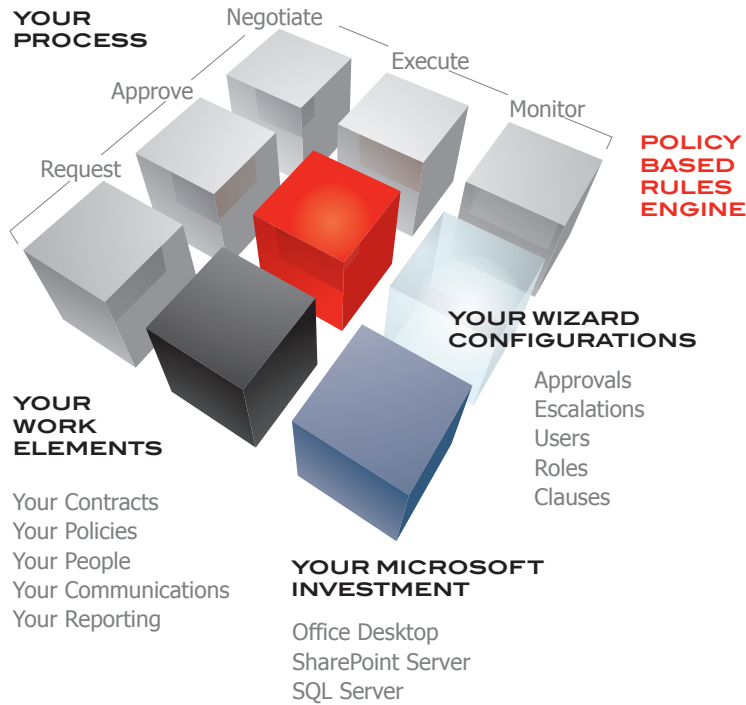 YOUR
PROCESS
Negotiate
Execute
Approve
Monitor
Request
POLICY
BASED
RULES
ENGINE
YOUR WIZARD
CONFIGURATIONS
Approvals
Escalations
Users
Roles
Clauses
YOUR
WORK
ELEMENTS
Your Contracts
Your Policies
Your People
Your Communications
Your Reporting
YOUR MICROSOFT
INVESTMENT
Office Desktop
SharePoint Server
SQL Server